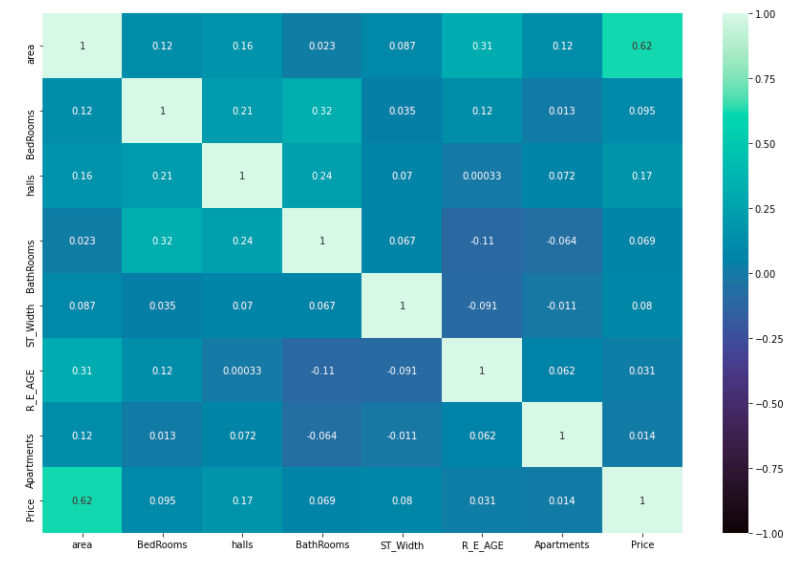 area 1 0.12 0.16 0.023 0.087 0.31 0.12 0.62
BedRooms 0.12 1 0.21 0.32 0.035 0.12 0.013 0.095
halls 0.16 0.21 1 0.24 0.07 0.00033 0.072 0.17
BathRooms 0.023 0.32 0.24 1 0.067 -0.11 -0.064 0.069
ST_Width 0.087 0.035 0.07 0.067 1 -0.091 -0.011 0.08
R_E_AGE 0.31 0.12 0.00033 -0.11 -0.091 1 0.062 0.031
Apartments 0.12 0.013 0.072 -0.064 -0.011 0.062 1 0.014
Price 0.62 0.095 0.17 0.069 0.08 0.031 0.014 1
area BedRooms halls BathRooms ST_Width R_E_AGE Apartments Price
1.00
0.75
0.50
0.25
0.00
−0.25
−0.50
−0.75
−1.00